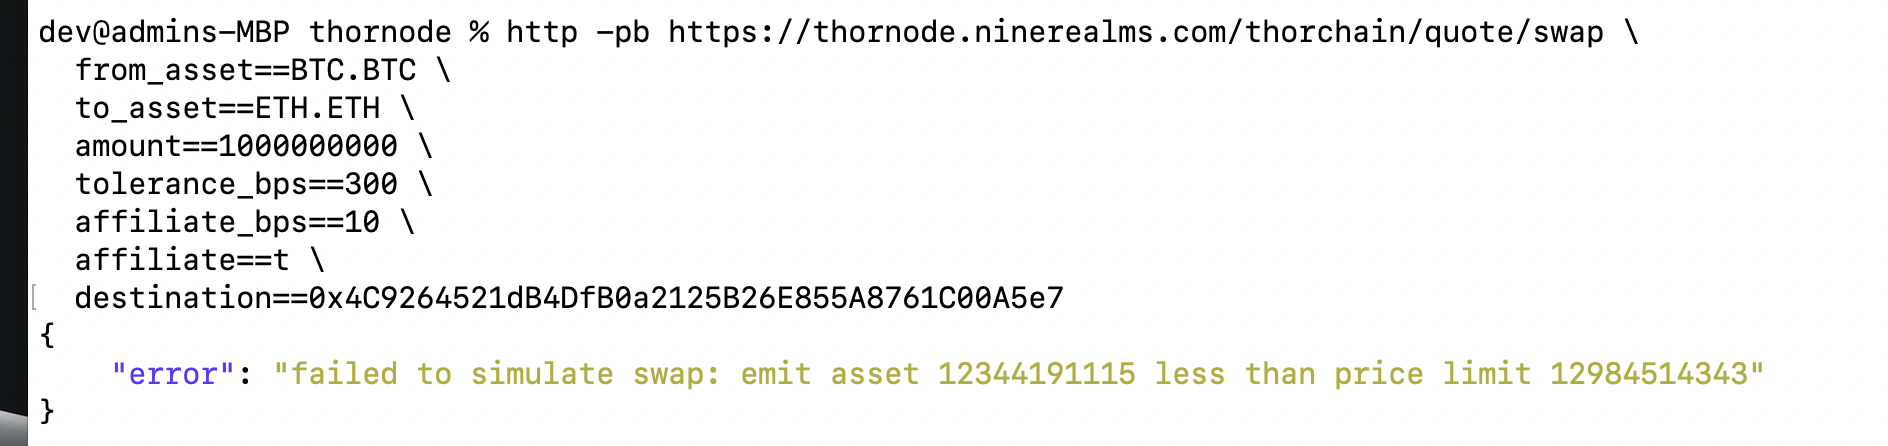 dev@admins-MBP thornode % http -pb https://thornode.ninerealms.com/thorchain/quote/swap \
from_asset==BTC.BTC \
to_asset==ETH.ETH \
amount==1000000000 \
tolerance_bps==300 \
affiliate_bps==10 \
affiliate==t \
destination==0x4C9264521dB4DfB0a2125B26E855A8761C00A5e7
{
"error": "failed to simulate swap: emit asset 12344191115 less than price limit 12984514343"
}